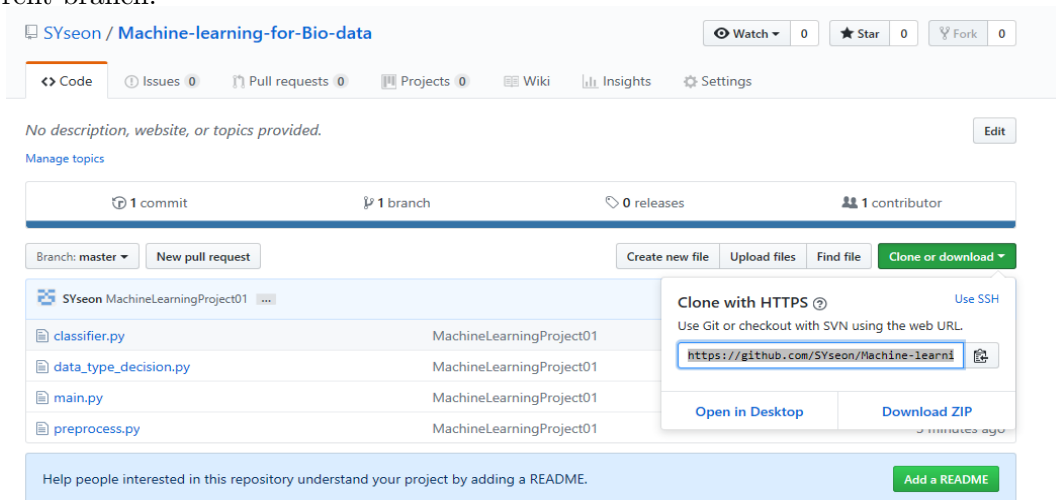 SYseon / Machine-learning-for-Bio-data
Watch 0 Star 0 Fork 0
Code Issues 0 Pull requests 0 Projects 0 Wiki Insights Settings
No description, website, or topics provided.
Edit
Manage topics
1 commit 1 branch 0 releases 1 contributor
Branch: master New pull request Create new file Upload files Find file Clone or download
SYseon MachineLearningProject01 ...
Clone with HTTPS Use SSH
Use Git or checkout with SVN using the web URL.
https://github.com/SYseon/Machine-learni
Open in Desktop Download ZIP
classifier.py MachineLearningProject01
data_type_decision.py MachineLearningProject01
main.py MachineLearningProject01
preprocess.py MachineLearningProject01
minutes ago
Help people interested in this repository understand your project by adding a README.
Add a README